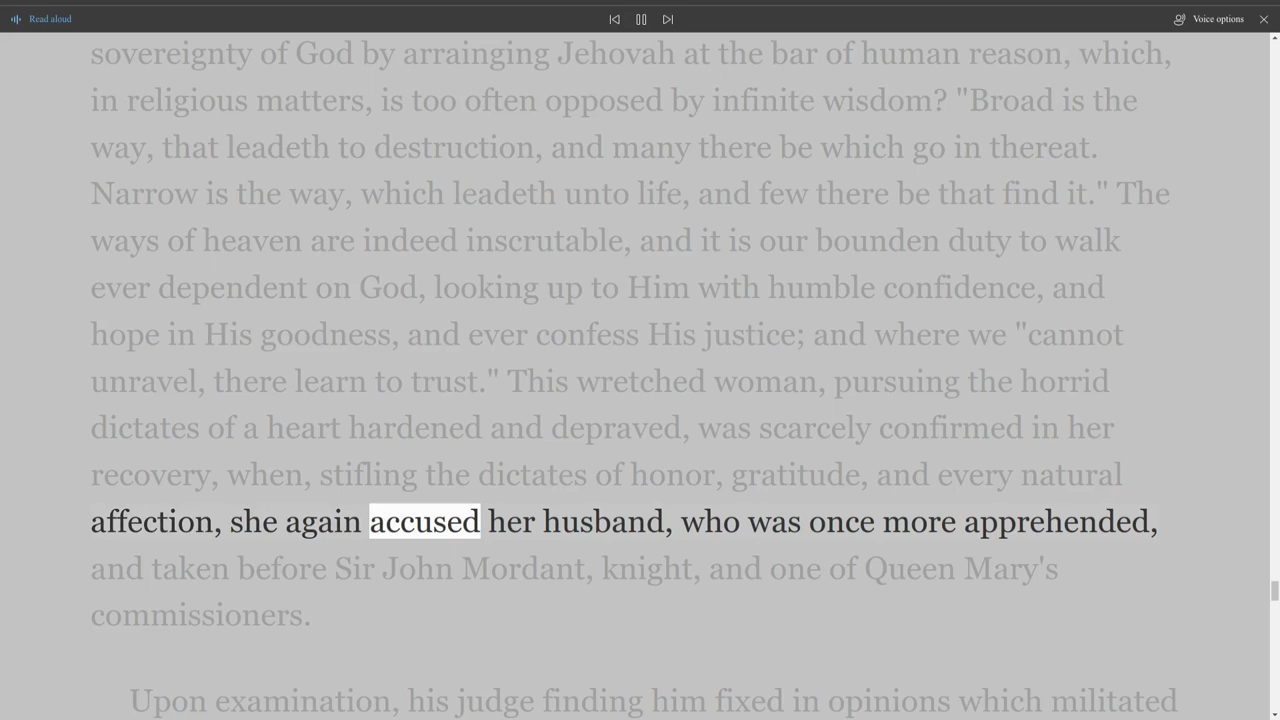 Read aloud
Voice options
sovereignty of God by arrainging Jehovah at the bar of human reason, which,
in religious matters, is too often opposed by infinite wisdom? "Broad is the
way, that leadeth to destruction, and many there be which go in thereat.
Narrow is the way, which leadeth unto life, and few there be that find it." The
ways of heaven are indeed inscrutable, and it is our bounden duty to walk
ever dependent on God, looking up to Him with humble confidence, and
hope in His goodness, and ever confess His justice; and where we "cannot
unravel, there learn to trust." This wretched woman, pursuing the horrid
dictates of a heart hardened and depraved, was scarcely confirmed in her
recovery, when, stifling the dictates of honor, gratitude, and every natural
affection, she again accused her husband, who was once more apprehended,
and taken before Sir John Mordant, knight, and one of Queen Mary's
commissioners.
Upon examination, his judge finding him fixed in opinions which militated